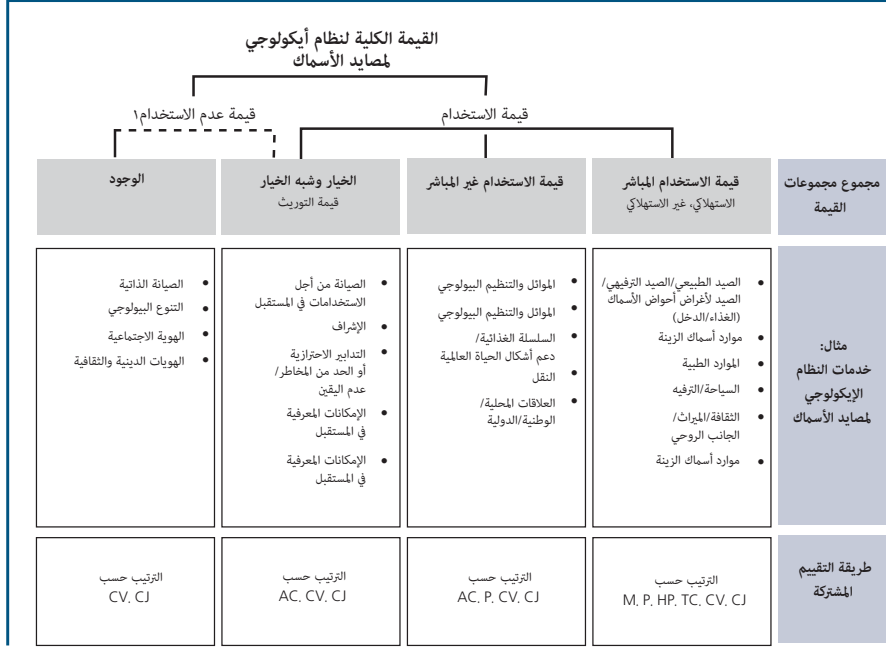 القيمة الكلية لنظام أيكولوجي
لمصايد الأسماك
قيمة الاستخدام
قيمة عدم الاستخدام١
مجموع مجموعات
القيمة
قيمة الاستخدام المباشر
الاستهلاكي، غير الاستهلاكي
قيمة الاستخدام غير المباشر
الخيار وشبه الخيار
قيمة التوريث
الوجود
مثال:
خدمات النظام
الإيكولوجي
لمصايد الأسماك
• الصيد الطبيعي/الصيد الترفيهي/
الصيد لأغراض أحواض الأسماك
(الغذاء/الدخل)
• موارد أسماك الزينة
• الموارد الطبية
• السياحة/الترفيه
• الثقافة/الميراث/
الجانب الروحي
• موارد أسماك الزينة
• الموائل والتنظيم البيولوجي
• الموائل والتنظيم البيولوجي
• السلسلة الغذائية/
دعم أشكال الحياة العالمية
• النقل
• العلاقات المحلية/
الوطنية/الدولية
• الصيانة من أجل
الاستخدامات في المستقبل
• الإشراف
• التدابير الاحترازية
أو الحد من المخاطر/
عدم اليقين
• الإمكانات المعرفية
في المستقبل
• الإمكانات المعرفية
في المستقبل
• الصيانة الذاتية
• التنوع البيولوجي
• الهوية الاجتماعية
• الهويات الدينية والثقافية
طريقة التقييم
المشتركة
الترتيب حسب
M, P, HP, TC, CV, CJ
الترتيب حسب
AC, P, CV, CJ
الترتيب حسب
AC, CV, CJ
الترتيب حسب
CV, CJ